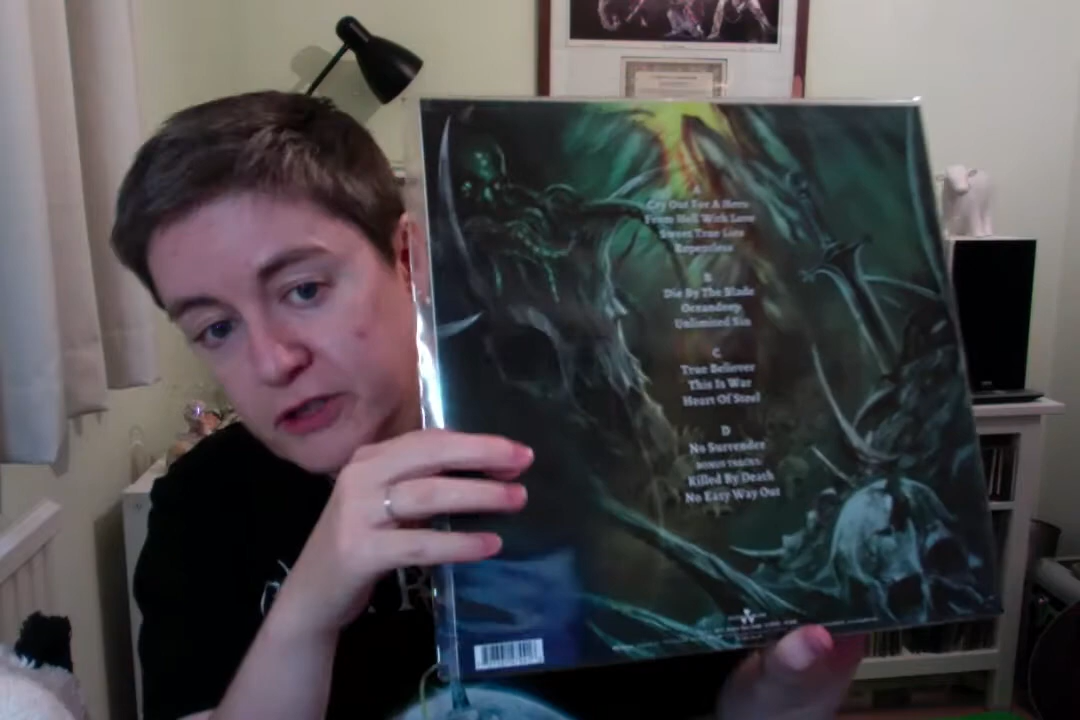 A
Cry Out For A Hero
From Hell With Love
Sweet True Lies
Repentless
B
Die By The Blade
Oceandeep
Unlimited Sin
C
True Believer
This Is War
Heart Of Steel
D
No Surrender
BONUS TRACKS:
Killed By Death
No Easy Way Out